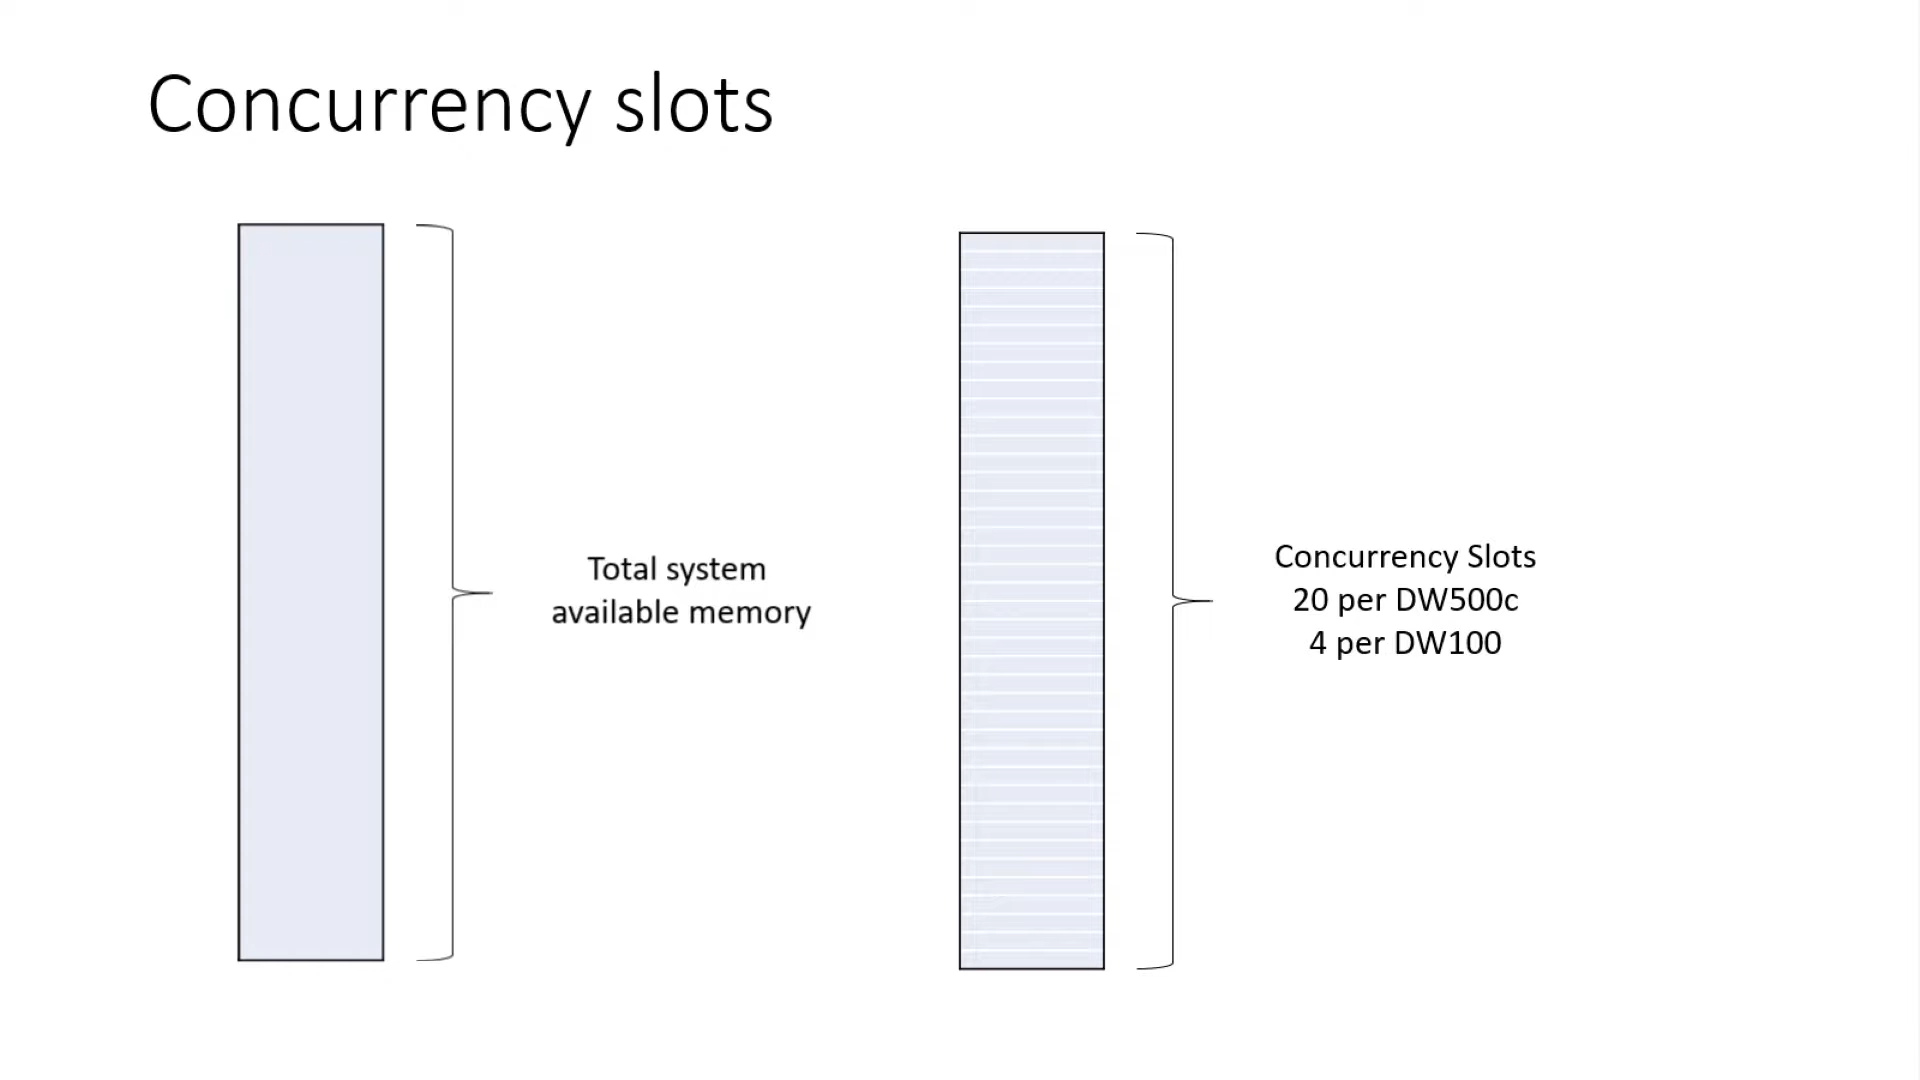 Concurrency slots
Total system
available memory
Concurrency Slots
20 per DW500c
4 per DW100